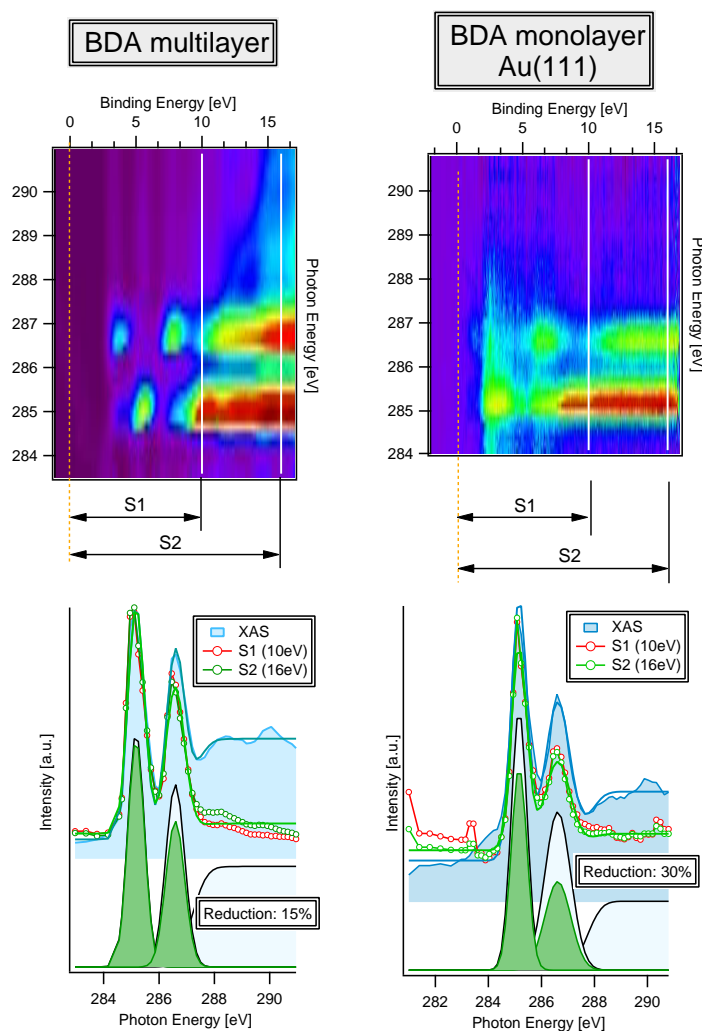 BDA multilayer
BDA monolayer
Au(111)
Binding Energy [eV]
0 5 10 15
290
289
288
287
286
285
284
Photon Energy [eV]
S1
S2
Binding Energy [eV]
0 5 10 15
290
289
288
287
286
285
284
Photon Energy [eV]
S1
S2
XAS
S1 (10eV)
S2 (16eV)
Intensity [a.u.]
Reduction: 15%
284 286 288 290
Photon Energy [eV]
XAS
S1 (10eV)
S2 (16eV)
Intensity [a.u.]
Reduction: 30%
282 284 286 288 290
Photon Energy [eV]